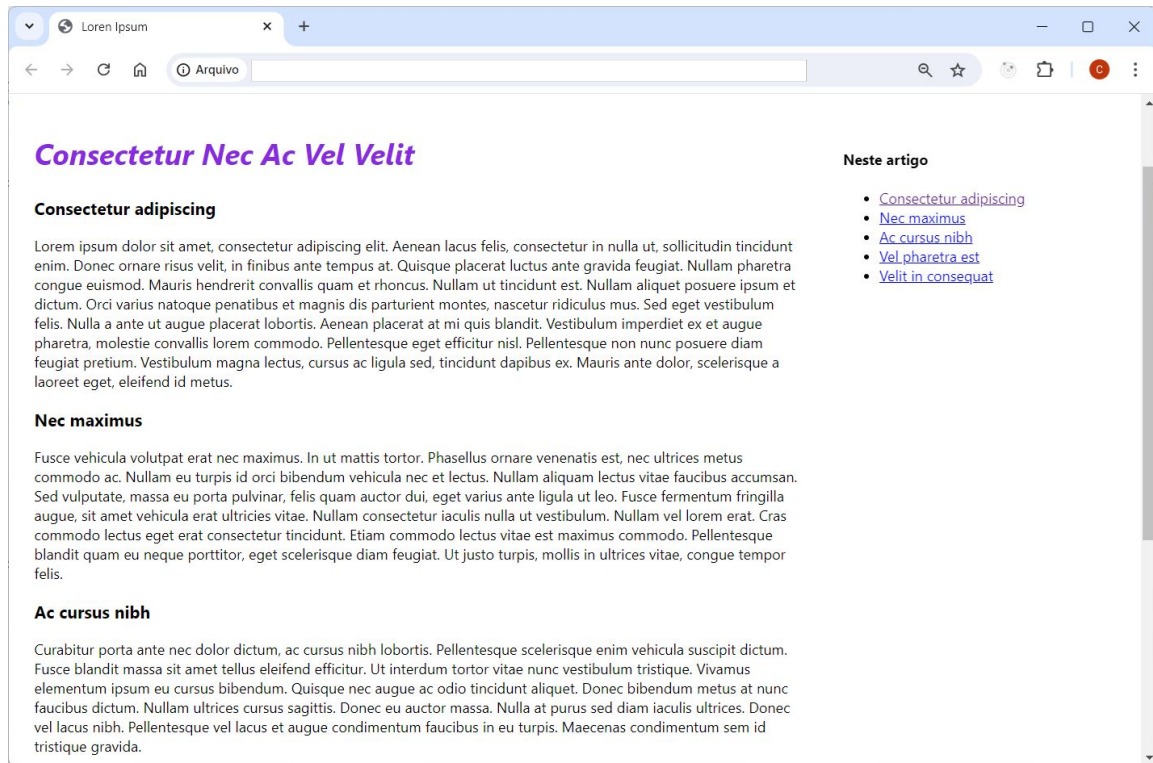 Loren Ipsum
Arquivo
C
Consectetur Nec Ac Vel Velit
Consectetur adipiscing
Lorem ipsum dolor sit amet, consectetur adipiscing elit. Aenean lacus felis, consectetur in nulla ut, sollicitudin tincidunt
enim. Donec ornare risus velit, in finibus ante tempus at. Quisque placerat luctus ante gravida feugiat. Nullam pharetra
congue euismod. Mauris hendrerit convallis quam et rhoncus. Nullam ut tincidunt est. Nullam aliquet posuere ipsum et
dictum. Orci varius natoque penatibus et magnis dis parturient montes, nascetur ridiculus mus. Sed eget vestibulum
felis. Nulla a ante ut augue placerat lobortis. Aenean placerat at mi quis blandit. Vestibulum imperdiet ex et augue
pharetra, molestie convallis lorem commodo. Pellentesque eget efficitur nisl. Pellentesque non nunc posuere diam
feugiat pretium. Vestibulum magna lectus, cursus ac ligula sed, tincidunt dapibus ex. Mauris ante dolor, scelerisque a
laoreet eget, eleifend id metus.
Nec maximus
Fusce vehicula volutpat erat nec maximus. In ut mattis tortor. Phasellus ornare venenatis est, nec ultrices metus
commodo ac. Nullam eu turpis id orci bibendum vehicula nec et lectus. Nullam aliquam lectus vitae faucibus accumsan.
Sed vulputate, massa eu porta pulvinar, felis quam auctor dui, eget varius ante ligula ut leo. Fusce fermentum fringilla
augue, sit amet vehicula erat ultricies vitae. Nullam consectetur iaculis nulla ut vestibulum. Nullam vel lorem erat. Cras
commodo lectus eget erat consectetur tincidunt. Etiam commodo lectus vitae est maximus commodo. Pellentesque
blandit quam eu neque porttitor, eget scelerisque diam feugiat. Ut justo turpis, mollis in ultrices vitae, congue tempor
felis.
Ac cursus nibh
Curabitur porta ante nec dolor dictum, ac cursus nibh lobortis. Pellentesque scelerisque enim vehicula suscipit dictum.
Fusce blandit massa sit amet tellus eleifend efficitur. Ut interdum tortor vitae nunc vestibulum tristique. Vivamus
elementum ipsum eu cursus bibendum. Quisque nec augue ac odio tincidunt aliquet. Donec bibendum metus at nunc
faucibus dictum. Nullam ultrices cursus sagittis. Donec eu auctor massa. Nulla at purus sed diam iaculis ultrices. Donec
vel lacus nibh. Pellentesque vel lacus et augue condimentum faucibus in eu turpis. Maecenas condimentum sem id
tristique gravida.
Neste artigo
Consectetur adipiscing
Nec maximus
Ac cursus nibh
Vel pharetra est
Velit in consequat